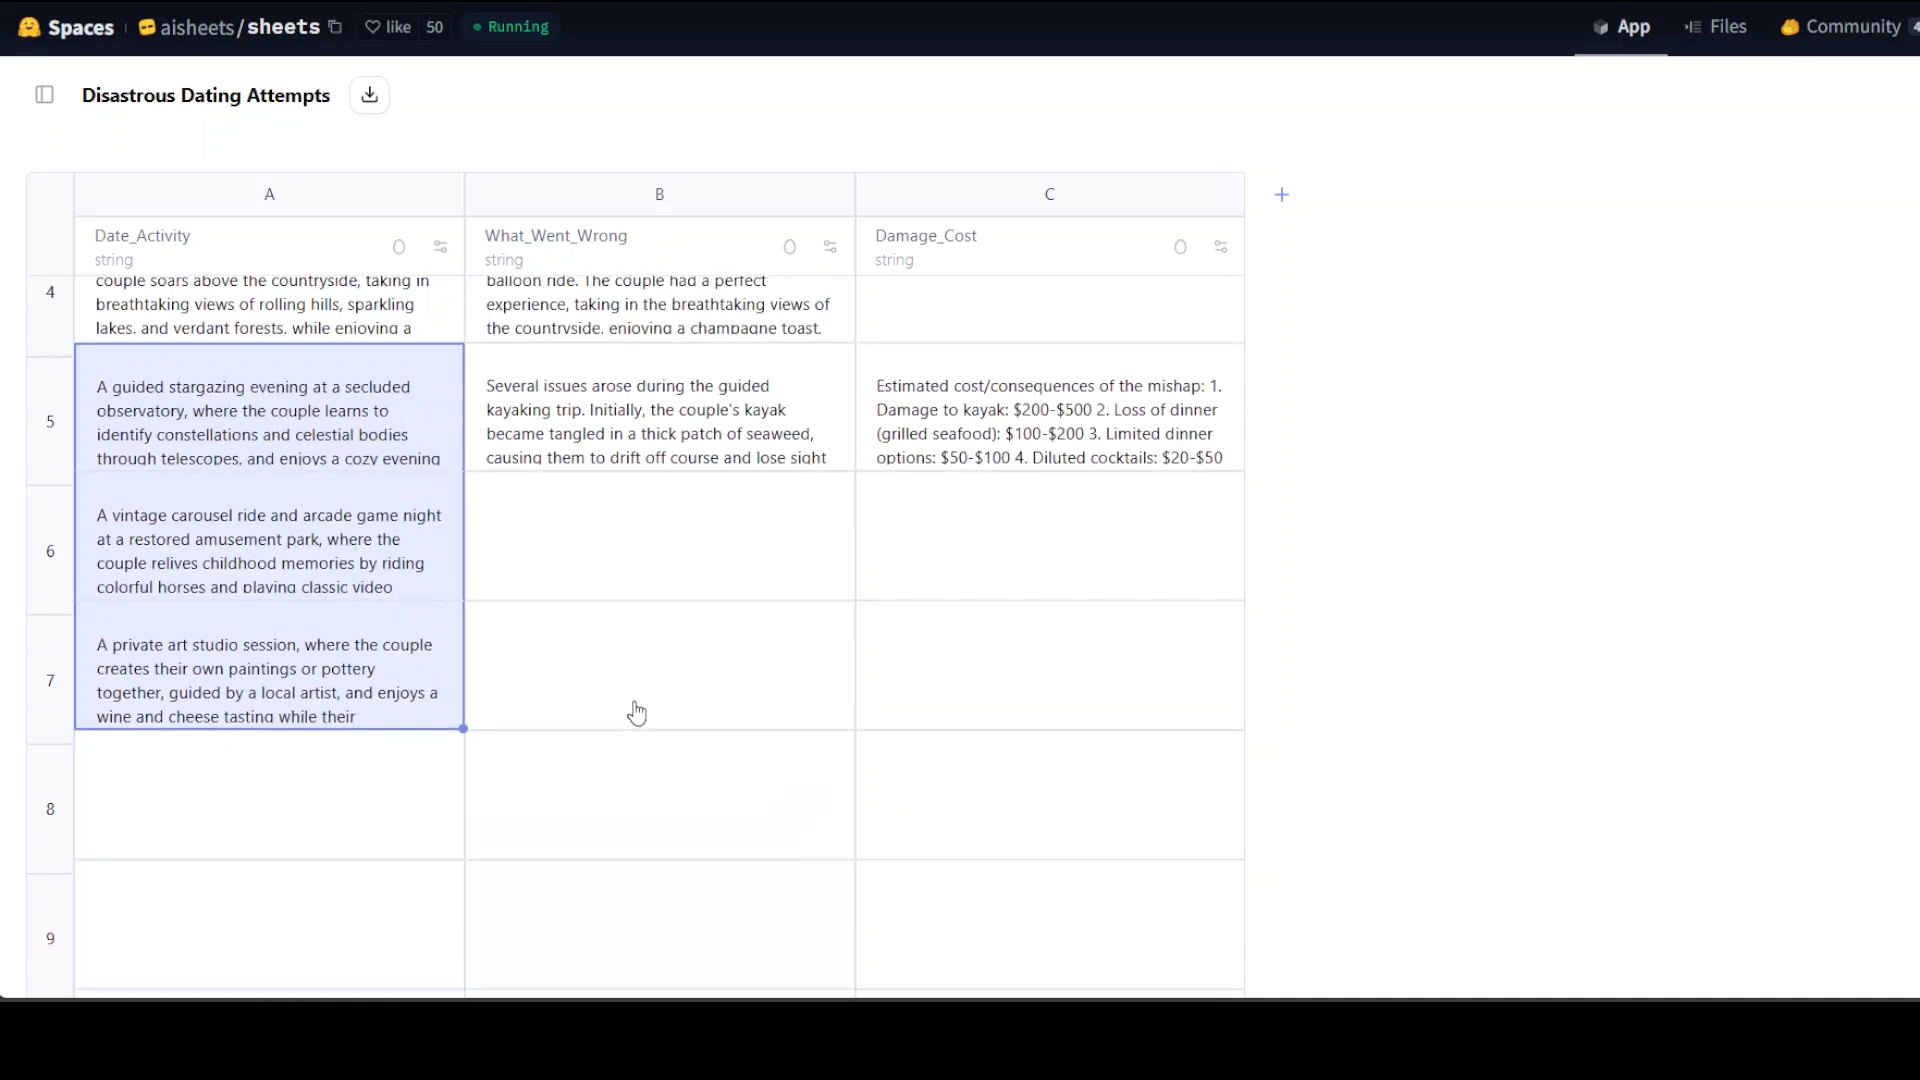 Spaces aisheets/sheets like 50 Running App Files Community
Disastrous Dating Attempts
A B C
Date_Activity What_Went_Wrong Damage_Cost
string string string
4
couple soars above the countryside, taking in
breathtaking views of rolling hills, sparkling
lakes, and verdant forests, while enjoying a
balloon ride. The couple had a perfect
experience, taking in the breathtaking views of
the countryside, enjoying a champagne toast,
5
A guided stargazing evening at a secluded
observatory, where the couple learns to
identify constellations and celestial bodies
through telescopes, and enjoys a cozy evening
Several issues arose during the guided
kayaking trip. Initially, the couple's kayak
became tangled in a thick patch of seaweed,
causing them to drift off course and lose sight
Estimated cost/consequences of the mishap: 1.
Damage to kayak: $200-$500 2. Loss of dinner
(grilled seafood): $100-$200 3. Limited dinner
options: $50-$100 4. Diluted cocktails: $20-$50
6
A vintage carousel ride and arcade game night
at a restored amusement park, where the
couple relives childhood memories by riding
colorful horses and playing classic video
7
A private art studio session, where the couple
creates their own paintings or pottery
together, guided by a local artist, and enjoys a
wine and cheese tasting while their
8
9